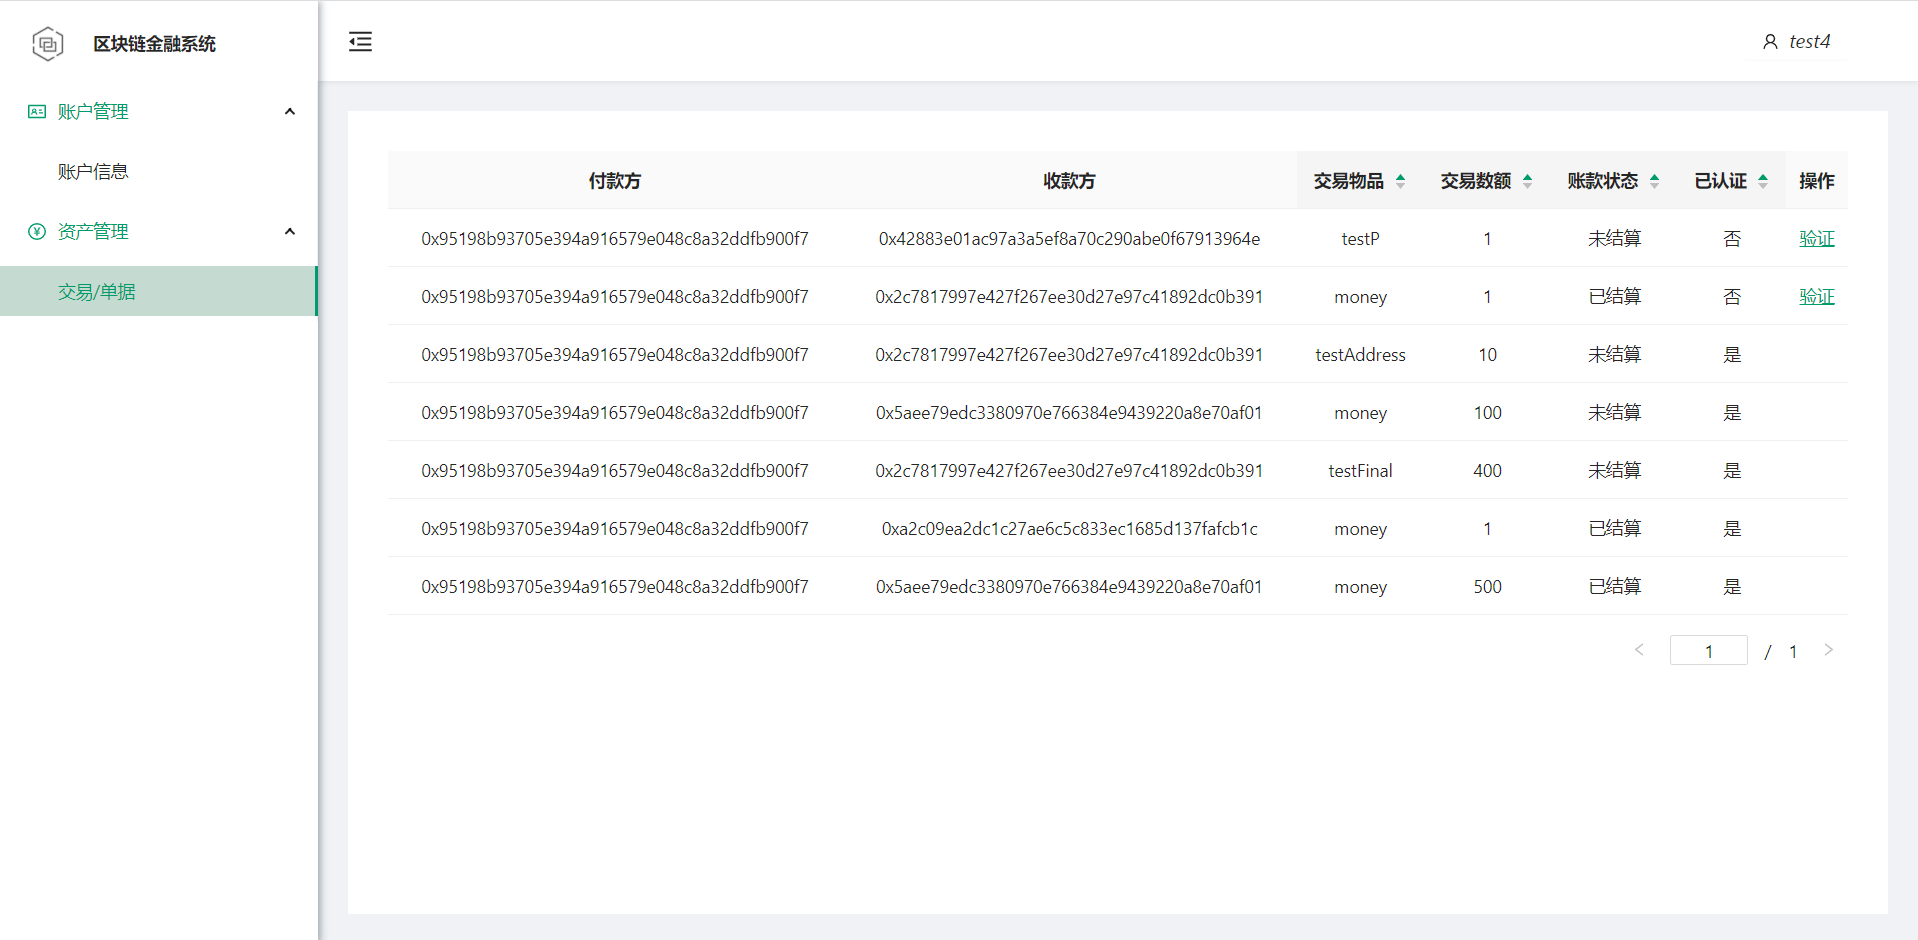 区块链金融系统
test4
账户管理
账户信息
资产管理
交易/单据
付款方 收款方 交易物品 交易数额 账款状态 已认证 操作
0x95198b93705e394a916579e048c8a32ddfb900f7 0x42883e01ac97a3a5ef8a70c290abe0f67913964e testP 1 未结算 否 验证
0x95198b93705e394a916579e048c8a32ddfb900f7 0x2c7817997e427f267ee30d27e97c41892dc0b391 money 1 已结算 否 验证
0x95198b93705e394a916579e048c8a32ddfb900f7 0x2c7817997e427f267ee30d27e97c41892dc0b391 testAddress 10 未结算 是
0x95198b93705e394a916579e048c8a32ddfb900f7 0x5aee79edc3380970e766384e9439220a8e70af01 money 100 未结算 是
0x95198b93705e394a916579e048c8a32ddfb900f7 0x2c7817997e427f267ee30d27e97c41892dc0b391 testFinal 400 未结算 是
0x95198b93705e394a916579e048c8a32ddfb900f7 0xa2c09ea2dc1c27ae6c5c833ec1685d137fafcb1c money 1 已结算 是
0x95198b93705e394a916579e048c8a32ddfb900f7 0x5aee79edc3380970e766384e9439220a8e70af01 money 500 已结算 是
1 / 1